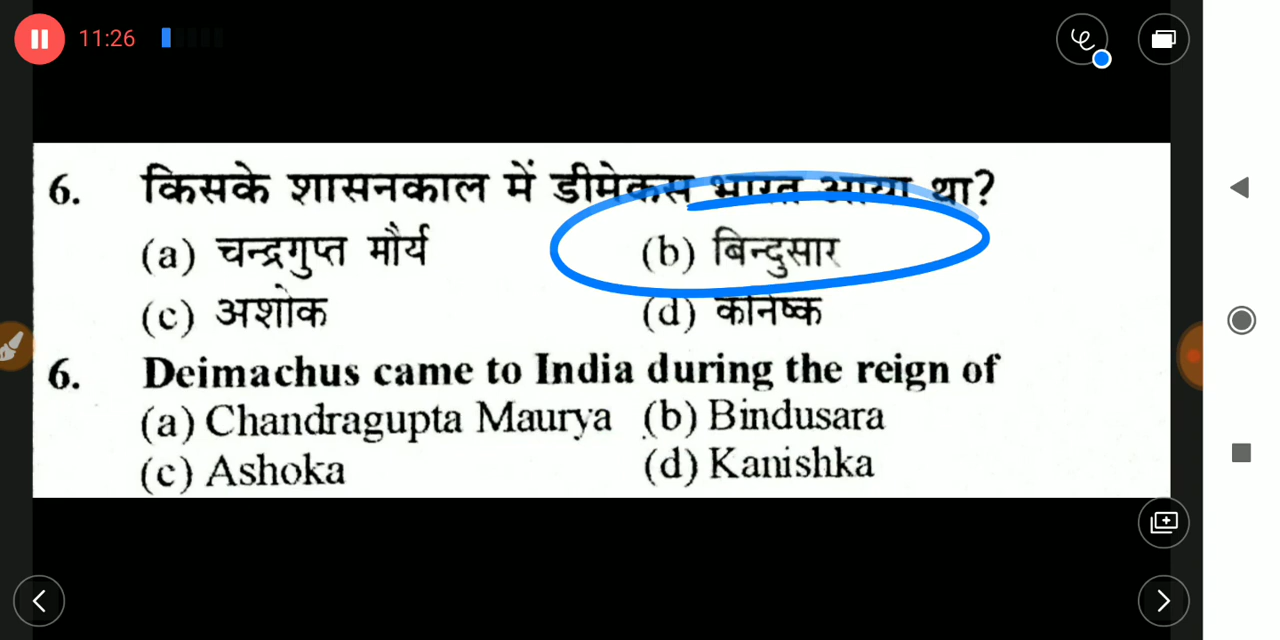 11:26
6. किसके शासनकाल में डीमेकस भारत आया था?
(a) चन्द्रगुप्त मौर्य (b) बिन्दुसार
(c) अशोक (d) कनिष्क
6. Deimachus came to India during the reign of
(a) Chandragupta Maurya (b) Bindusara
(c) Ashoka (d) Kanishka